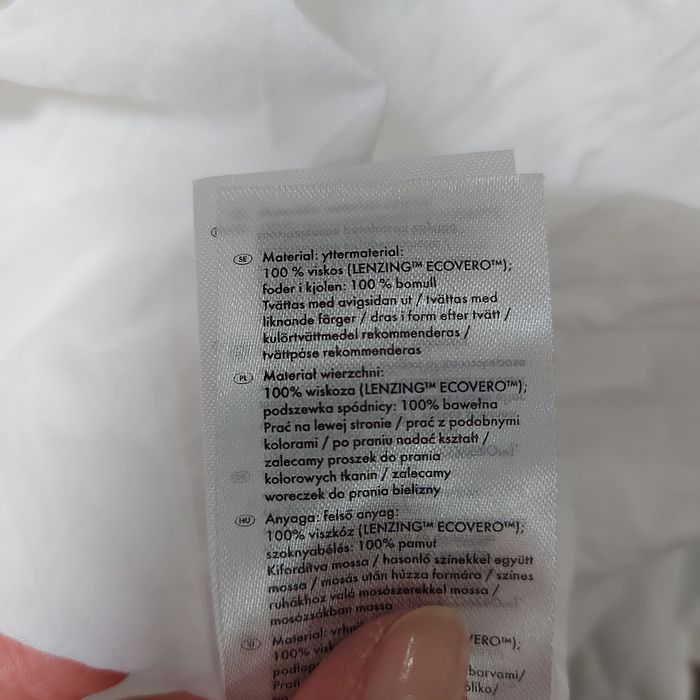 SE Material: yttermaterial:
100 % viskos (LENZING™ ECOVERO™);
foder i kjolen: 100 % bomull
Tvättas med avigsidan ut / tvättas med
liknande färger / dras i form efter tvätt /
kulörtvättmedel rekommenderas /
tvättpåse rekommenderas
PL Materiał wierzchni:
100% wiskoza (LENZING™ ECOVERO™);
podszewka spódnicy: 100% bawełna
Prać na lewej stronie / prać z podobnymi
kolorami / po praniu nadać kształt /
zalecamy proszek do prania
kolorowych tkanin / zalecamy
woreczek do prania bielizny
HU Anyaga: felső anyag:
100% viszkóz (LENZING™ ECOVERO™);
szoknyabélés: 100% pamut
Kifordítva mossa / hasonló színekkel együtt
mossa / mosás után húzza formára / színes
ruhákhoz való mosószerekkel mossa /
mosózsákban mossa
Material:
100% VERO™);
barvami/